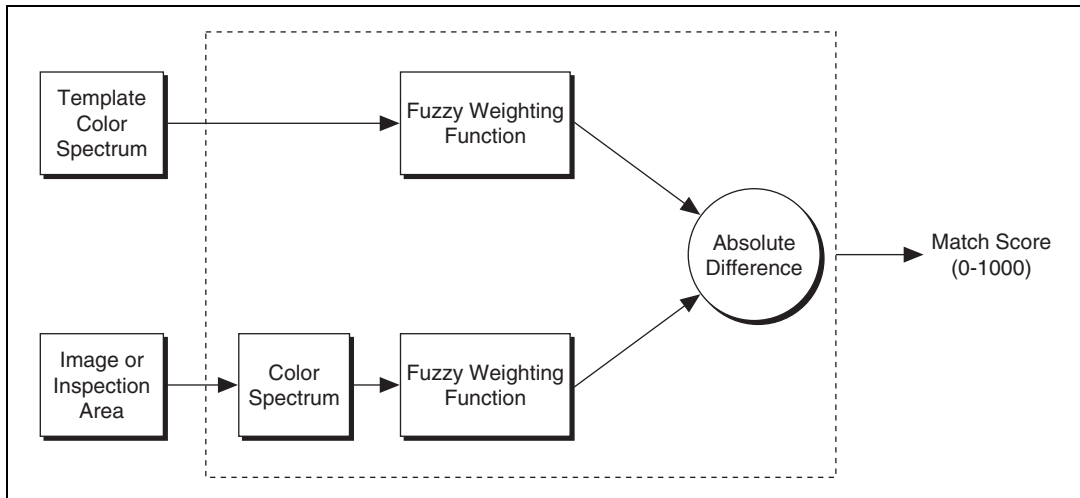 Template
Color
Spectrum
Fuzzy Weighting
Function
Absolute
Difference
Match Score
(0-1000)
Image or
Inspection
Area
Color
Spectrum
Fuzzy Weighting
Function